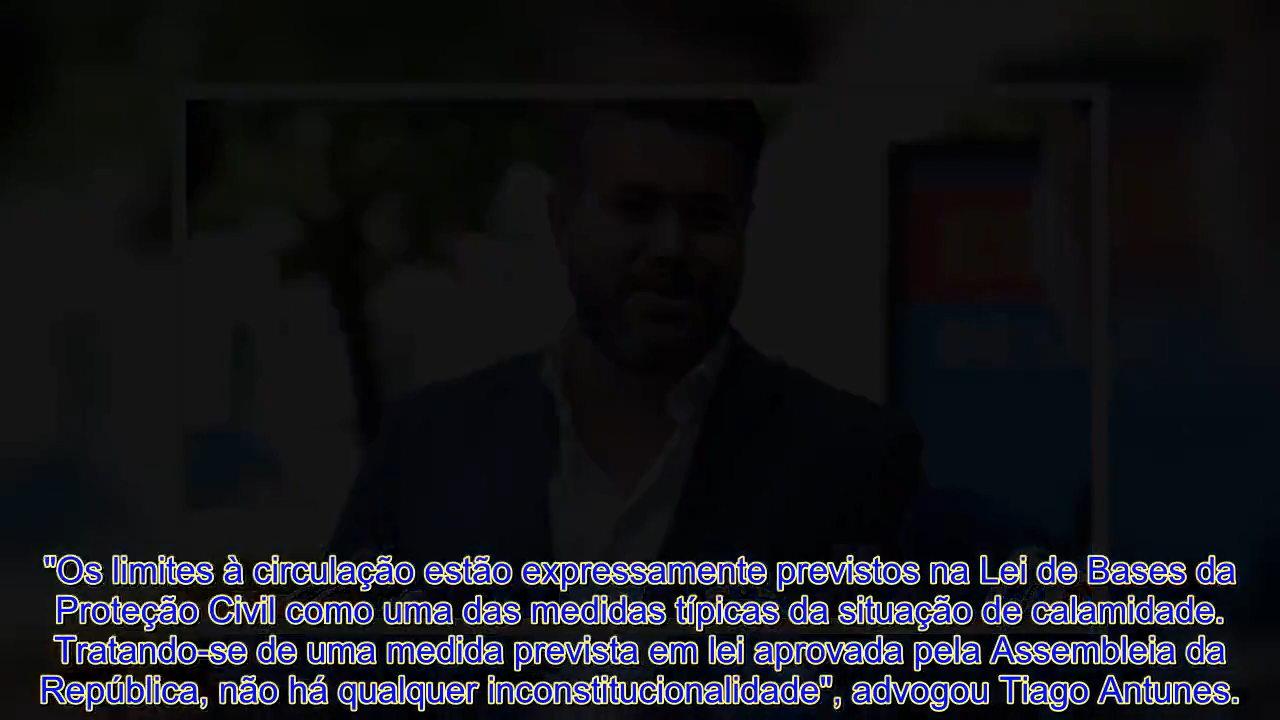 "Os limites à circulação estão expressamente previstos na Lei de Bases da
Proteção Civil como uma das medidas típicas da situação de calamidade.
Tratando-se de uma medida prevista em lei aprovada pela Assembleia da
República, não há qualquer inconstitucionalidade", advogou Tiago Antunes.